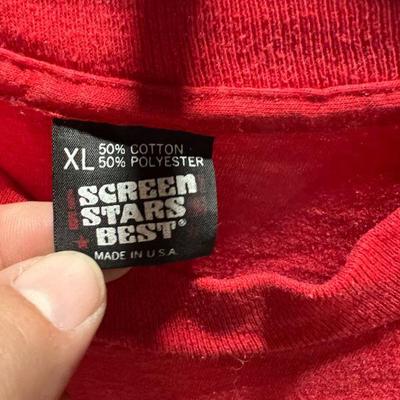 XL 50% COTTON
50% POLYESTER
SCREEN
STARS
BEST®
MADE IN U.S.A.